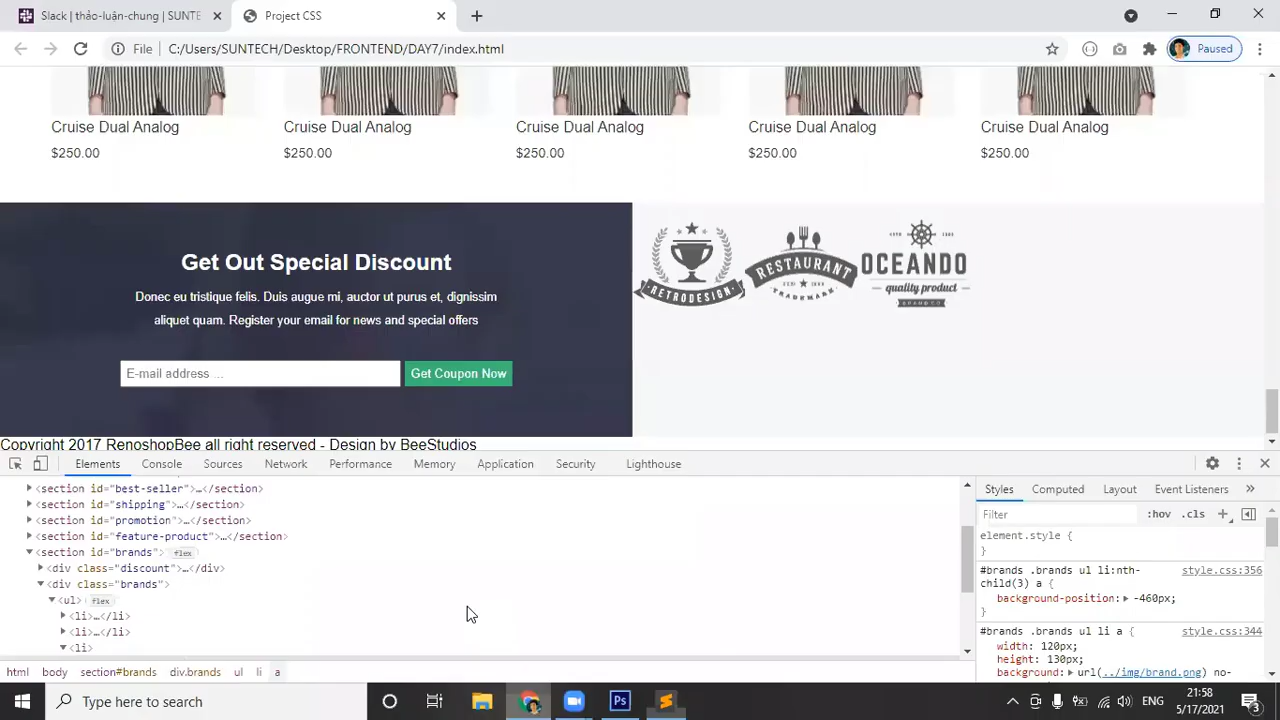 Slack | thảo-luận-chung | SUNTE
Project CSS
File
C:/Users/SUNTECH/Desktop/FRONTEND/DAY7/index.html
Paused
Cruise Dual Analog Cruise Dual Analog Cruise Dual Analog Cruise Dual Analog Cruise Dual Analog
$250.00 $250.00 $250.00 $250.00 $250.00
Get Out Special Discount
Donec eu tristique felis. Duis augue mi, auctor ut purus et, dignissim
aliquet quam. Register your email for news and special offers
E-mail address ...
Get Coupon Now
RETRODESIGN
RESTAURANT
TRADEMARK
OCEANDO
quality product
Copyright 2017 RenoshopBee all right reserved - Design by BeeStudios
Elements Console Sources Network Performance Memory Application Security Lighthouse
<section id="best-seller">…</section>
<section id="shipping">…</section>
<section id="promotion">…</section>
<section id="feature-product">…</section>
<section id="brands"> flex
<div class="discount">…</div>
<div class="brands">
<ul> flex
<li>…</li>
<li>…</li>
<li>
html body section#brands div.brands ul li a
Styles Computed Layout Event Listeners
Filter :hov .cls
element.style {
}
#brands .brands ul li:nth- style.css:356
child(3) a {
background-position: -460px;
}
#brands .brands ul li a { style.css:344
width: 120px;
height: 130px;
background: url(../img/brand.png) no-
Type here to search
ENG
21:58
5/17/2021
3